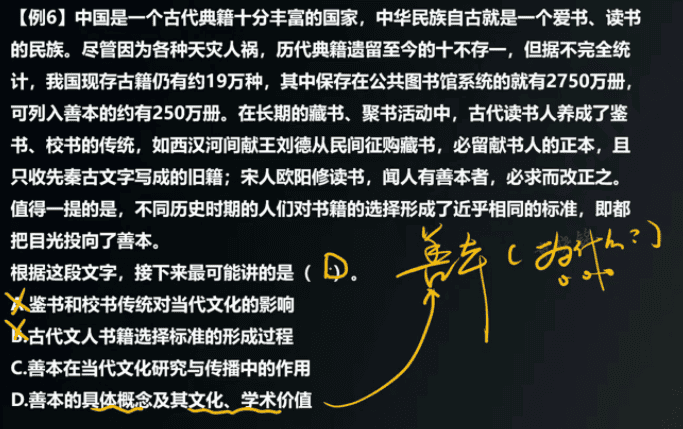 【例6】中国是一个古代典籍十分丰富的国家，中华民族自古就是一个爱书、读书
的民族。尽管因为各种天灾人祸，历代典籍遗留至今的十不存一，但据不完全统
计，我国现存古籍仍有约19万种，其中保存在公共图书馆系统的就有2750万册，
可列入善本的约有250万册。在长期的藏书、聚书活动中，古代读书人养成了鉴
书、校书的传统，如西汉河间献王刘德从民间征购藏书，必留献书人的正本，且
只收先秦古文字写成的旧籍；宋人欧阳修读书，闻人有善本者，必求而改正之。
值得一提的是，不同历史时期的人们对书籍的选择形成了近乎相同的标准，即都
把目光投向了善本。
根据这段文字，接下来最可能讲的是（ D ）。
善本（为什么？）
A.鉴书和校书传统对当代文化的影响
B.古代文人书籍选择标准的形成过程
C.善本在当代文化研究与传播中的作用
D.善本的具体概念及其文化、学术价值